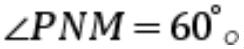 ∠PNM = 60°。